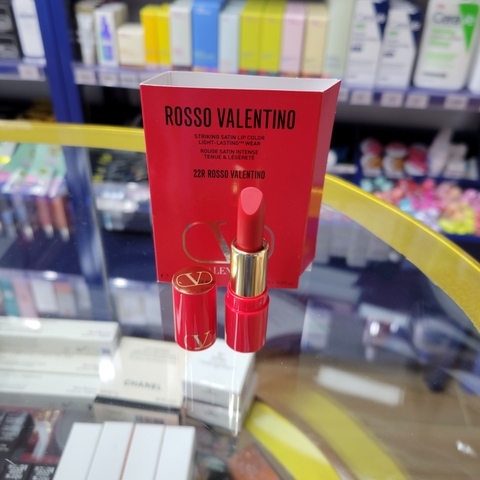 ROSSO VALENTINO
STRIKING SATIN LIP COLOR
LIGHT-LASTING™ WEAR
ROUGE SATIN INTENSE
TENUE & LÉGÈRETÉ
22R ROSSO VALENTINO
CHANEL